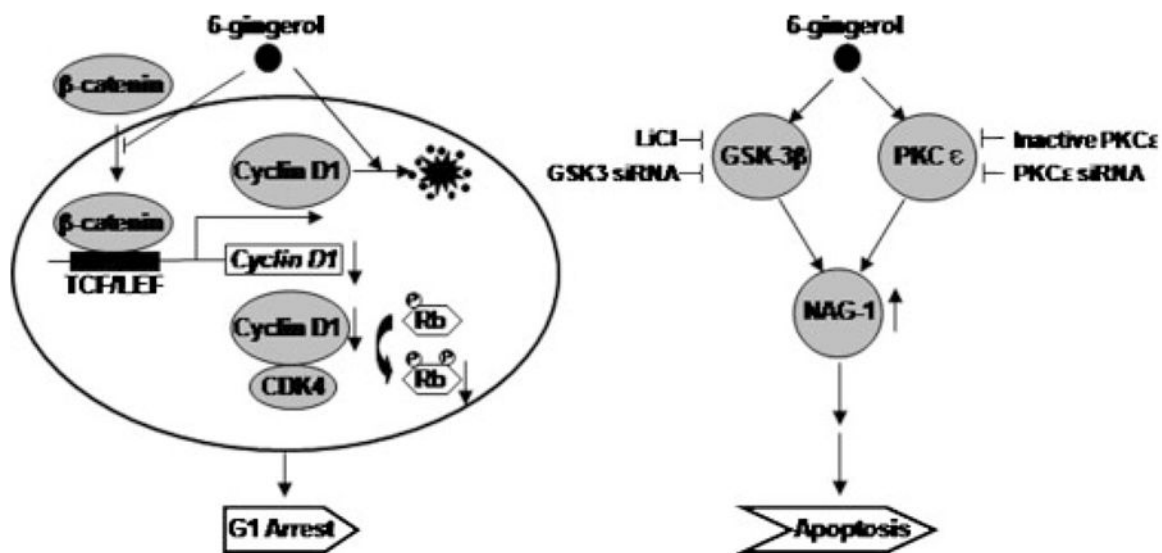 6-gingerol
β-catenin
Cyclin D1
β-catenin
TCF/LEF
Cyclin D1
Cyclin D1
CDK4
P
Rb
P P
Rb
G1 Arrest
6-gingerol
LiCl
GSK3 siRNA
GSK-3β
PKC ε
Inactive PKCε
PKCε siRNA
NAG-1
Apoptosis